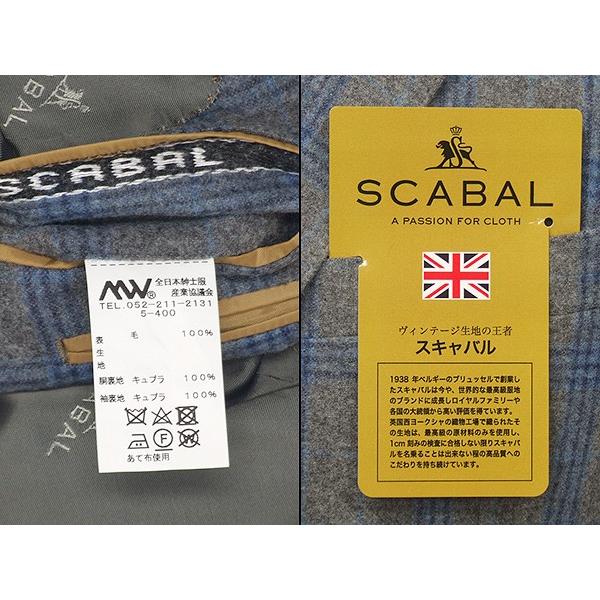 SCABAL
SCABAL
MW® 全日本紳士服
産業協議会
TEL.052-211-2131
5-400
表生地 毛 100%
胴裏地 キュプラ 100%
袖裏地 キュプラ 100%
あて布使用
SCABAL
SCABAL
A PASSION FOR CLOTH
ヴィンテージ生地の王者
スキャバル
1938年ベルギーのブリュッセルで創業し
たスキャバルは今や、世界的な最高級服地
のブランドに成長しロイヤルファミリーや
各国の大統領から高い評価を得ています。
英国西ヨークシャの織物工場で織られたそ
の生地は、最高級の原材料のみを使用し、
1cm刻みの検査に合格しない限りスキャバ
ルを名乗ることは出来ない程の高品質への
こだわりを持ち続けています。